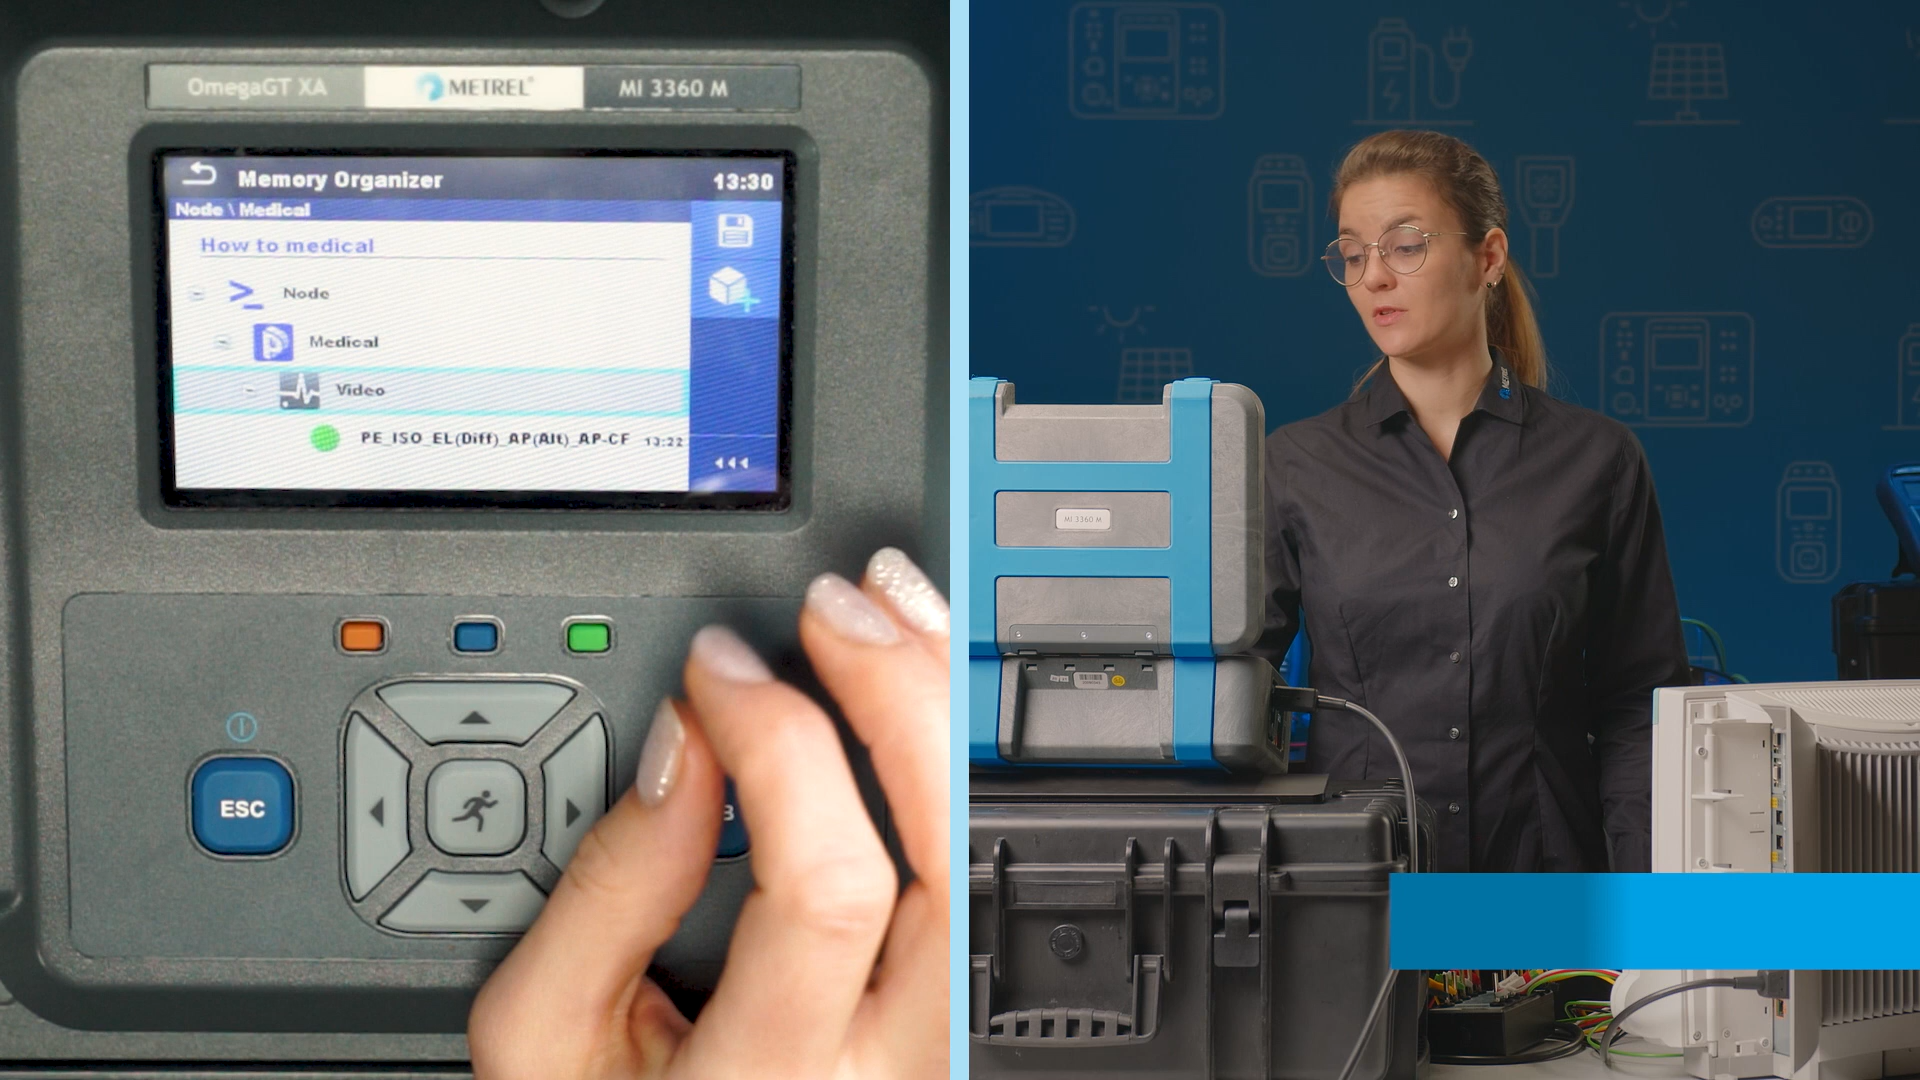 OmegaGT XA
METREL®
MI 3360 M
Memory Organizer
13:30
Node \ Medical
How to medical
Node
Medical
Video
PE_ISO_EL(Diff)_AP(Alt)_AP-CF 13:22
ESC
METREL
MI 3360 M